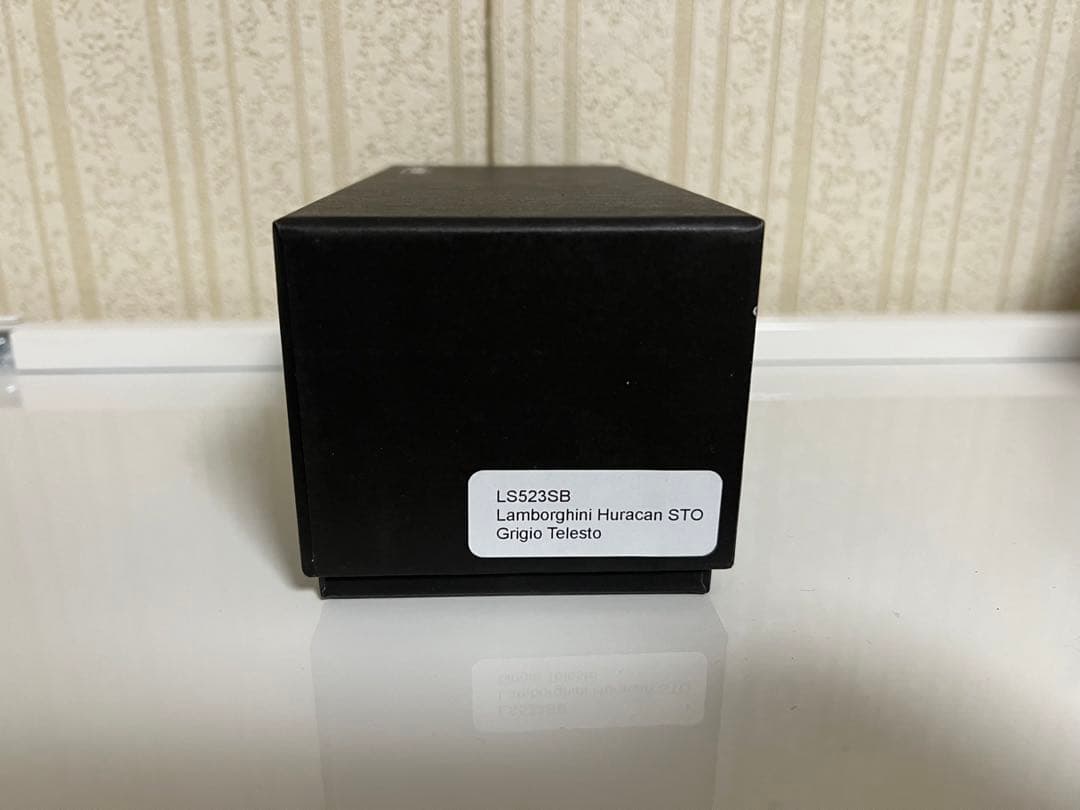 LS523SB
Lamborghini Huracan STO
Grigio Telesto